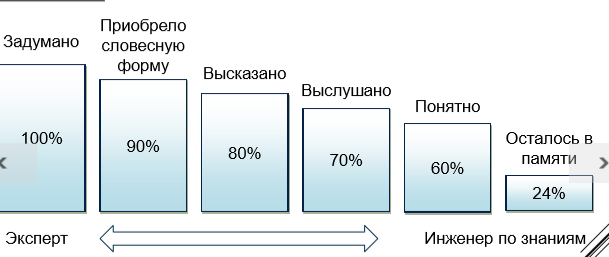 Задумано
Приобрело
словесную
форму
Высказано
Выслушано
Понятно
Осталось в
памяти
100%
90%
80%
70%
60%
24%
Эксперт
Инженер по знаниям